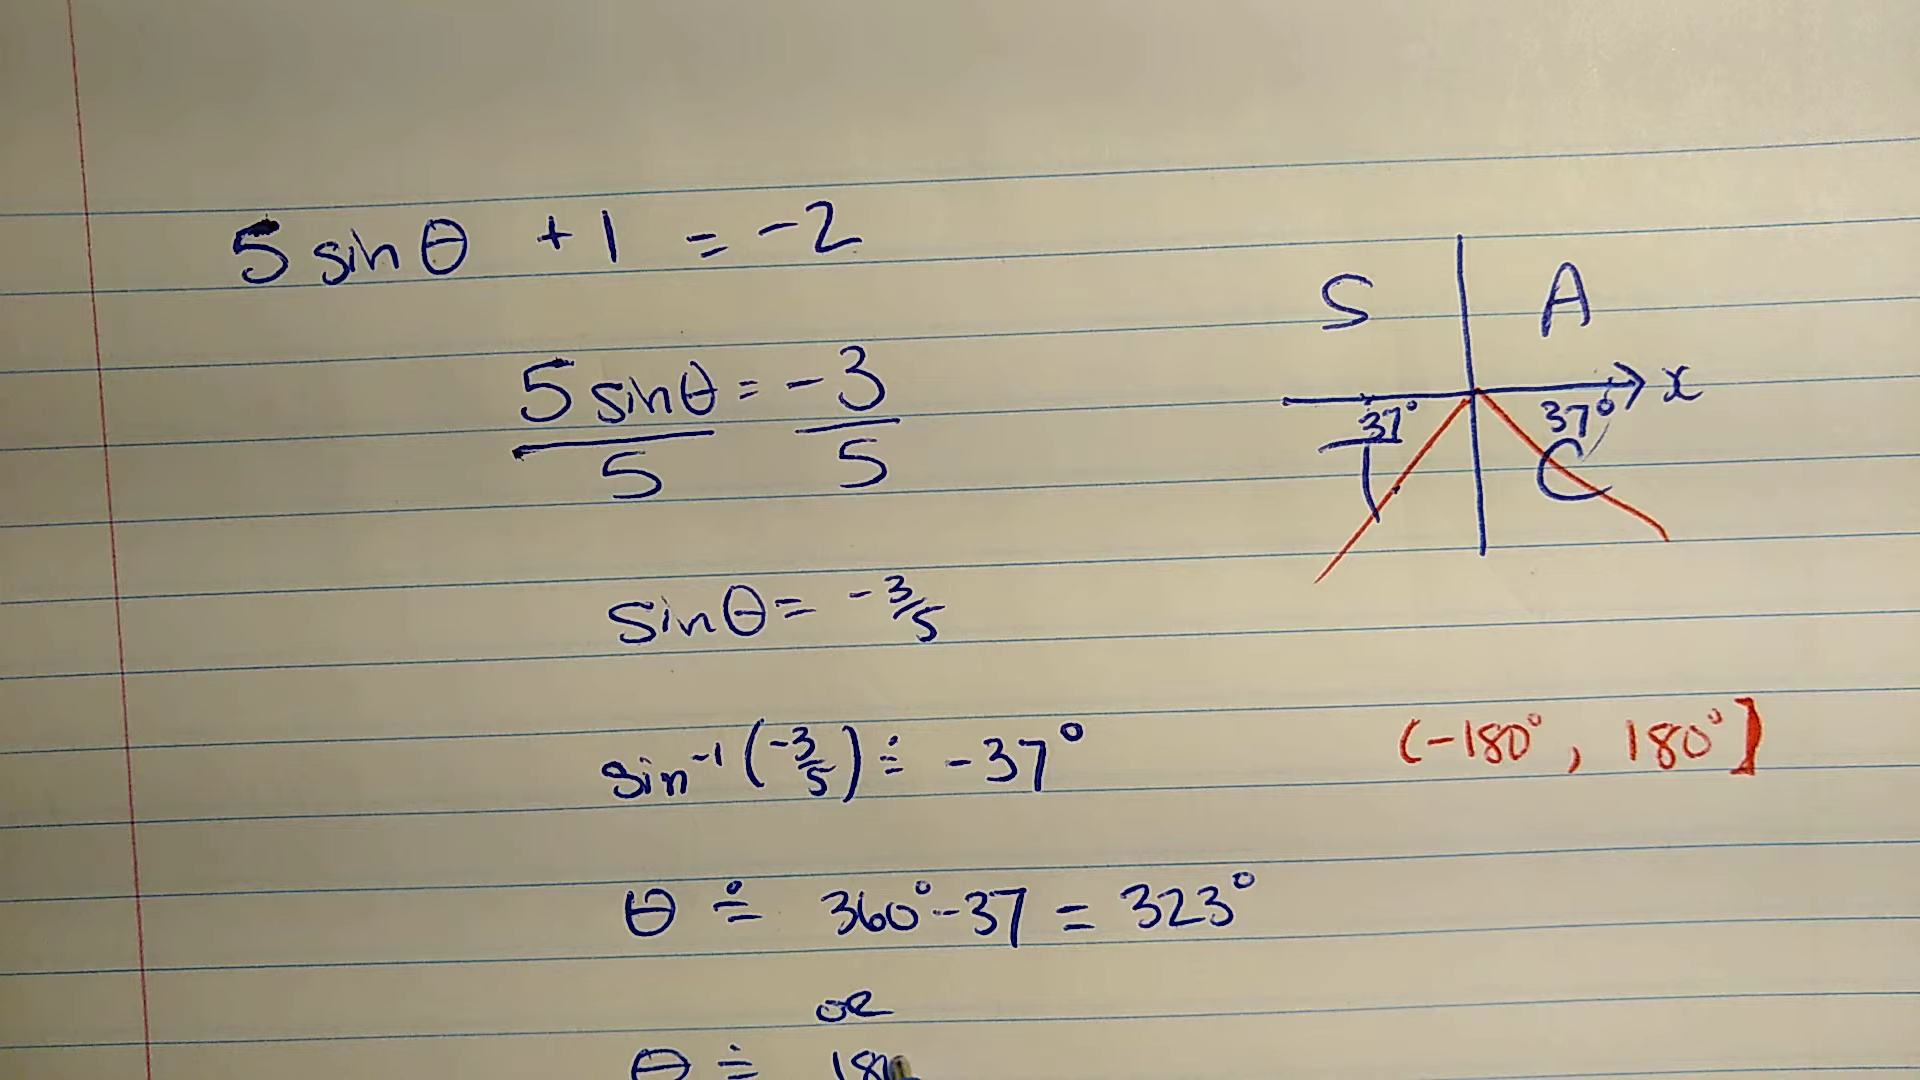 5 sin θ + 1 = -2
5 sin θ = -3
5 5
sin θ = -3/5
sin⁻¹(-3/5) ≐ -37°
θ ≐ 360° - 37 = 323°
or
θ ≐
S A
x
37° 37°
T C
(-180°, 180°]